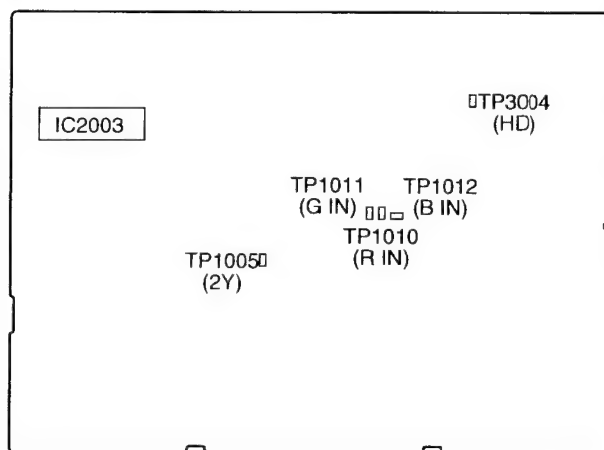 TP3004
(HD)
IC2003
TP1011
(G IN)
TP1012
(B IN)
TP1010
(R IN)
TP1005
(2Y)